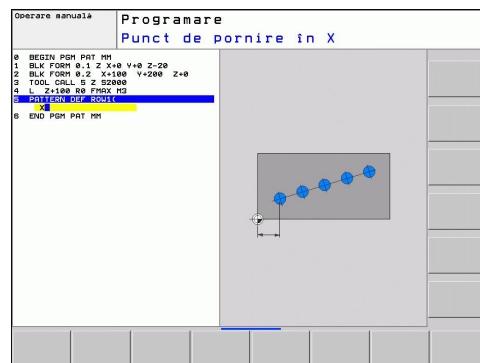 Operare manuală
Programare
Punct de pornire în X
0 BEGIN PGM PAT MM
1 BLK FORM 0.1 Z X+0 Y+0 Z-20
2 BLK FORM 0.2 X+100 Y+200 Z+0
3 TOOL CALL 5 Z S2000
4 L Z+100 R0 FMAX M3
5 PATTERN DEF ROW1(
X
6 END PGM PAT MM